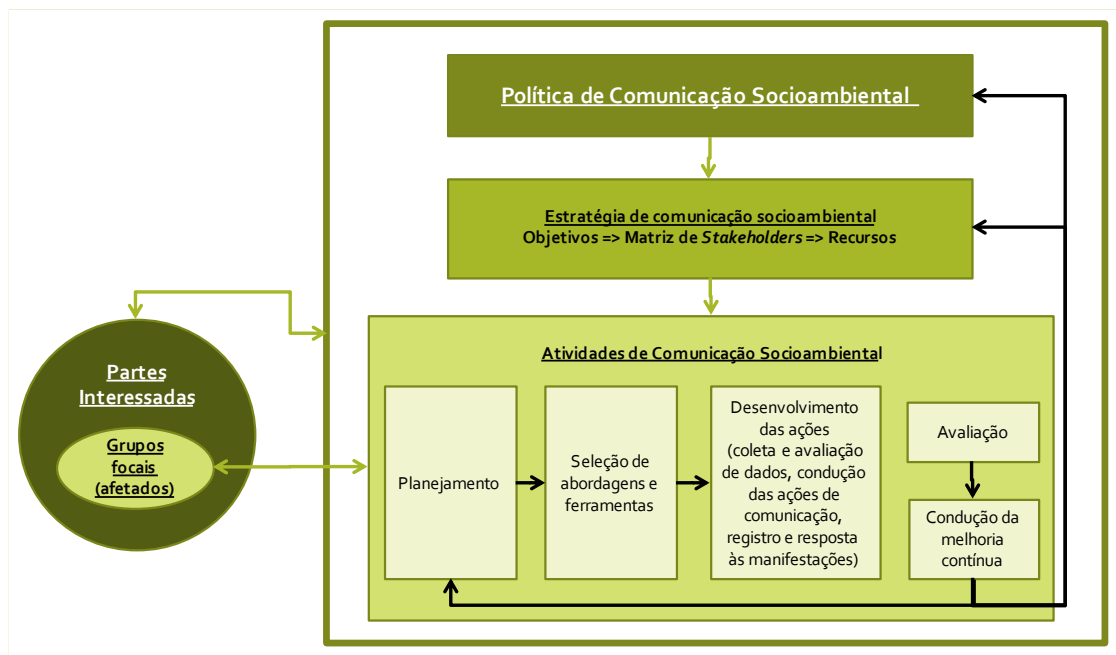 Política de Comunicação Socioambiental
Estratégia de comunicação socioambiental
Objetivos => Matriz de Stakeholders => Recursos
Partes
Interessadas
Grupos
focais
(afetados)
Atividades de Comunicação Socioambiental
Planejamento
Seleção de
abordagens e
ferramentas
Desenvolvimento
das ações
(coleta e avaliação
de dados, condução
das ações de
comunicação,
registro e resposta
às manifestações)
Avaliação
Condução da
melhoria
contínua